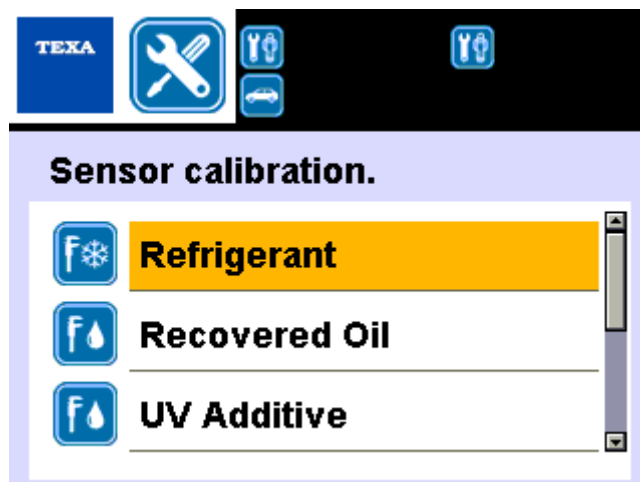 TEXA
Sensor calibration.
Refrigerant
Recovered Oil
UV Additive